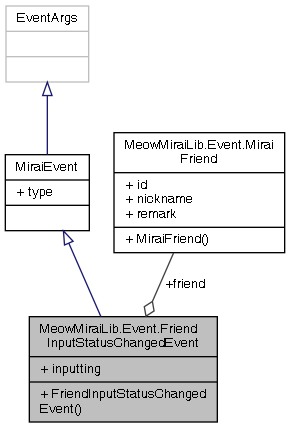 EventArgs
MeowMiraiLib.Event.Mirai
Friend
+ id
+ nickname
+ remark
+ MiraiFriend()
MiraiEvent
+ type
+friend
MeowMiraiLib.Event.Friend
InputStatusChangedEvent
+ inputting
+ FriendInputStatusChanged
Event()